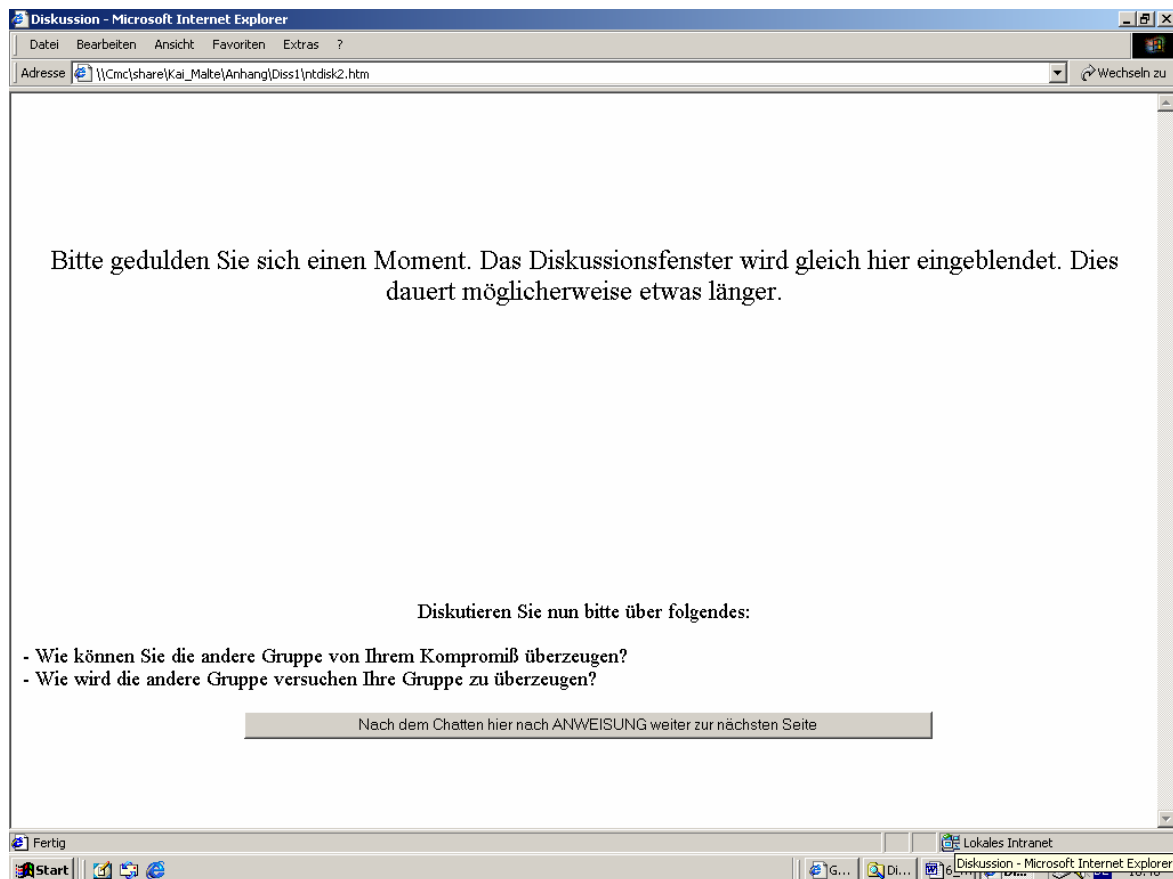 Diskussion - Microsoft Internet Explorer
Datei Bearbeiten Ansicht Favoriten Extras ?
Adresse \\Cmc\share\Kai_Malte\Anhang\Diss1\ntdisk2.htm Wechseln zu
Bitte gedulden Sie sich einen Moment. Das Diskussionsfenster wird gleich hier eingeblendet. Dies
dauert möglicherweise etwas länger.
Diskutieren Sie nun bitte über folgendes:
- Wie können Sie die andere Gruppe von Ihrem Kompromiß überzeugen?
- Wie wird die andere Gruppe versuchen Ihre Gruppe zu überzeugen?
Nach dem Chatten hier nach ANWEISUNG weiter zur nächsten Seite
Fertig Lokales Intranet
Start G... Di... Diskussion - Microsoft Internet Explorer